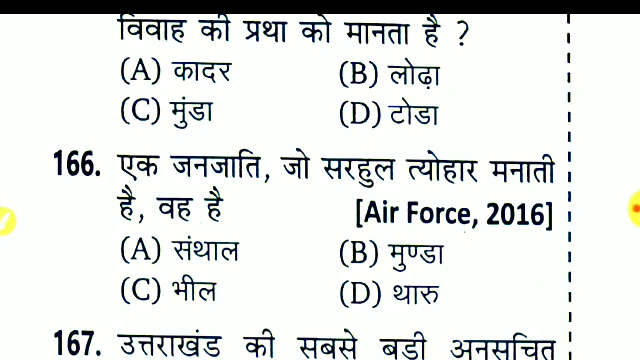 विवाह की प्रथा को मानता है ?
(A) कादर (B) लोढ़ा
(C) मुंडा (D) टोडा
166. एक जनजाति, जो सरहुल त्योहार मनाती
है, वह है [Air Force, 2016]
(A) संथाल (B) मुण्डा
(C) भील (D) थारु
167. उत्तराखंड की सबसे बड़ी अनुसूचित